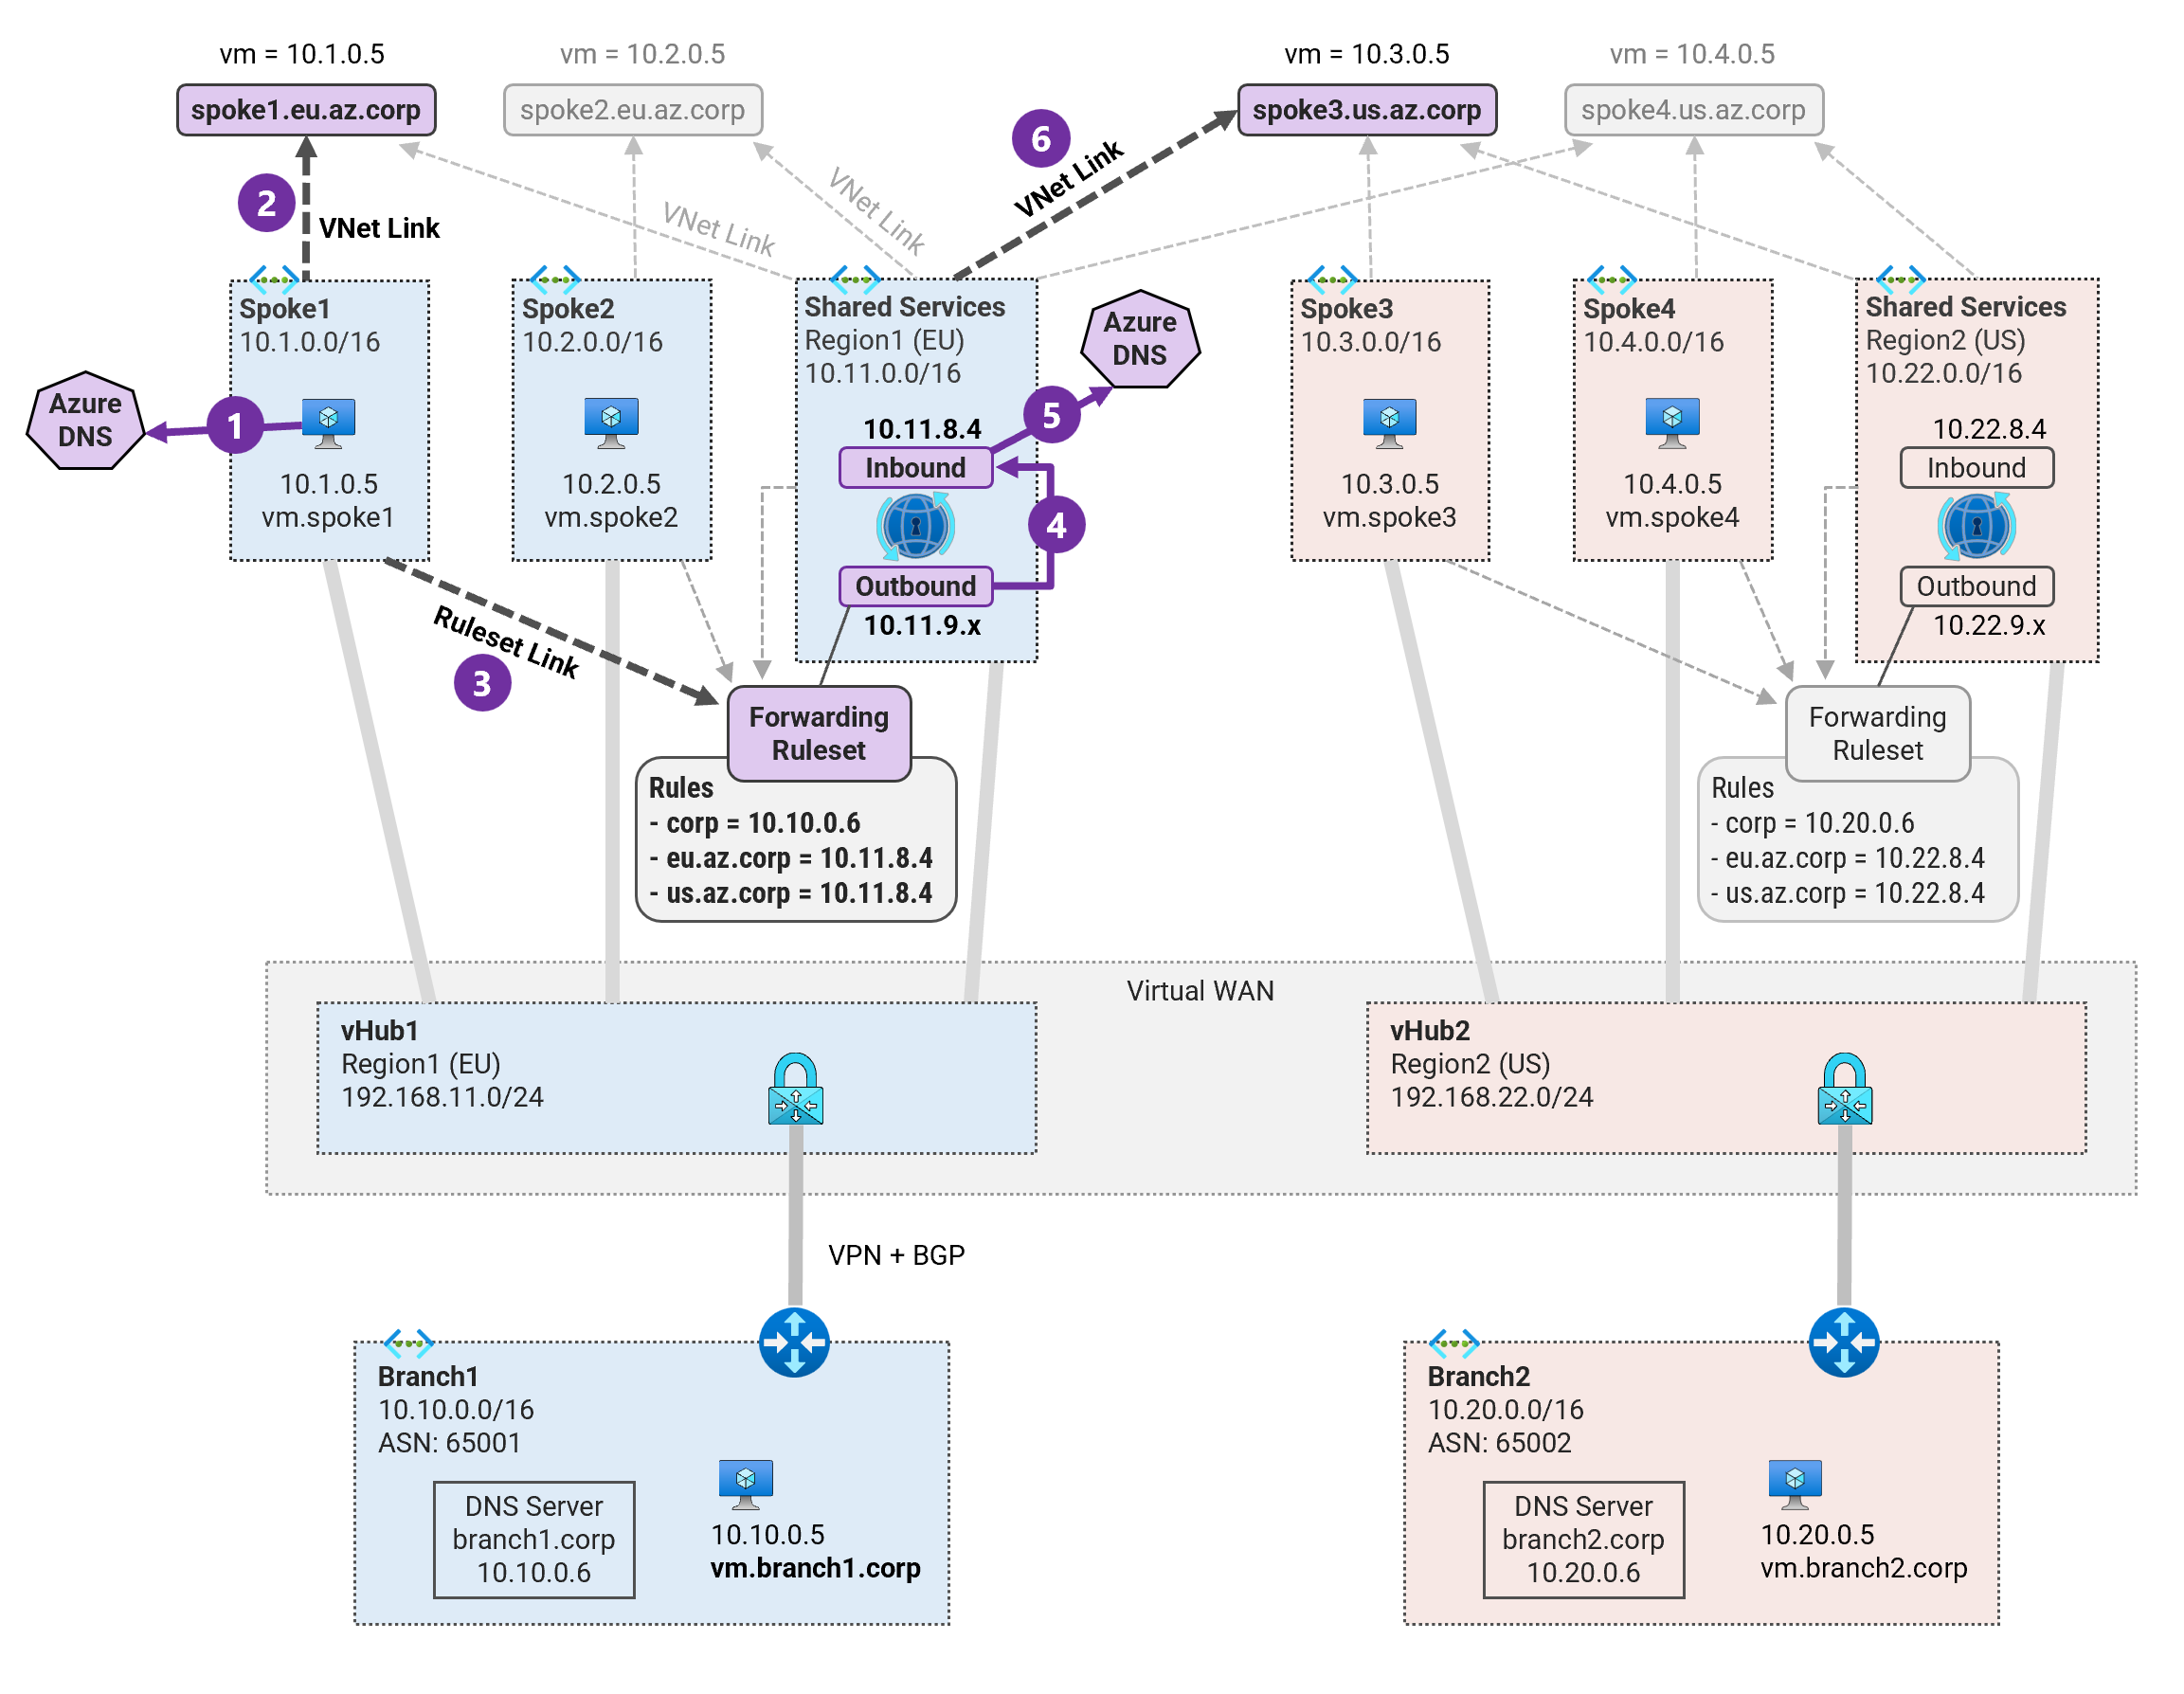 vm = 10.1.0.5
vm = 10.2.0.5
vm = 10.3.0.5
vm = 10.4.0.5
spoke1.eu.az.corp
spoke2.eu.az.corp
spoke3.us.az.corp
spoke4.us.az.corp
6
VNet Link
2
VNet Link
VNet Link
VNet Link
Spoke1
10.1.0.0/16
Spoke2
10.2.0.0/16
Shared Services
Region1 (EU)
10.11.0.0/16
Azure
DNS
Spoke3
10.3.0.0/16
Spoke4
10.4.0.0/16
Shared Services
Region2 (US)
10.22.0.0/16
Azure
DNS
1
10.1.0.5
vm.spoke1
10.2.0.5
vm.spoke2
10.11.8.4
Inbound
5
4
Outbound
10.11.9.x
10.3.0.5
vm.spoke3
10.4.0.5
vm.spoke4
10.22.8.4
Inbound
Outbound
10.22.9.x
Ruleset Link
3
Forwarding
Ruleset
Rules
- corp = 10.10.0.6
- eu.az.corp = 10.11.8.4
- us.az.corp = 10.11.8.4
Forwarding
Ruleset
Rules
- corp = 10.20.0.6
- eu.az.corp = 10.22.8.4
- us.az.corp = 10.22.8.4
Virtual WAN
vHub1
Region1 (EU)
192.168.11.0/24
vHub2
Region2 (US)
192.168.22.0/24
VPN + BGP
Branch1
10.10.0.0/16
ASN: 65001
DNS Server
branch1.corp
10.10.0.6
10.10.0.5
vm.branch1.corp
Branch2
10.20.0.0/16
ASN: 65002
DNS Server
branch2.corp
10.20.0.6
10.20.0.5
vm.branch2.corp